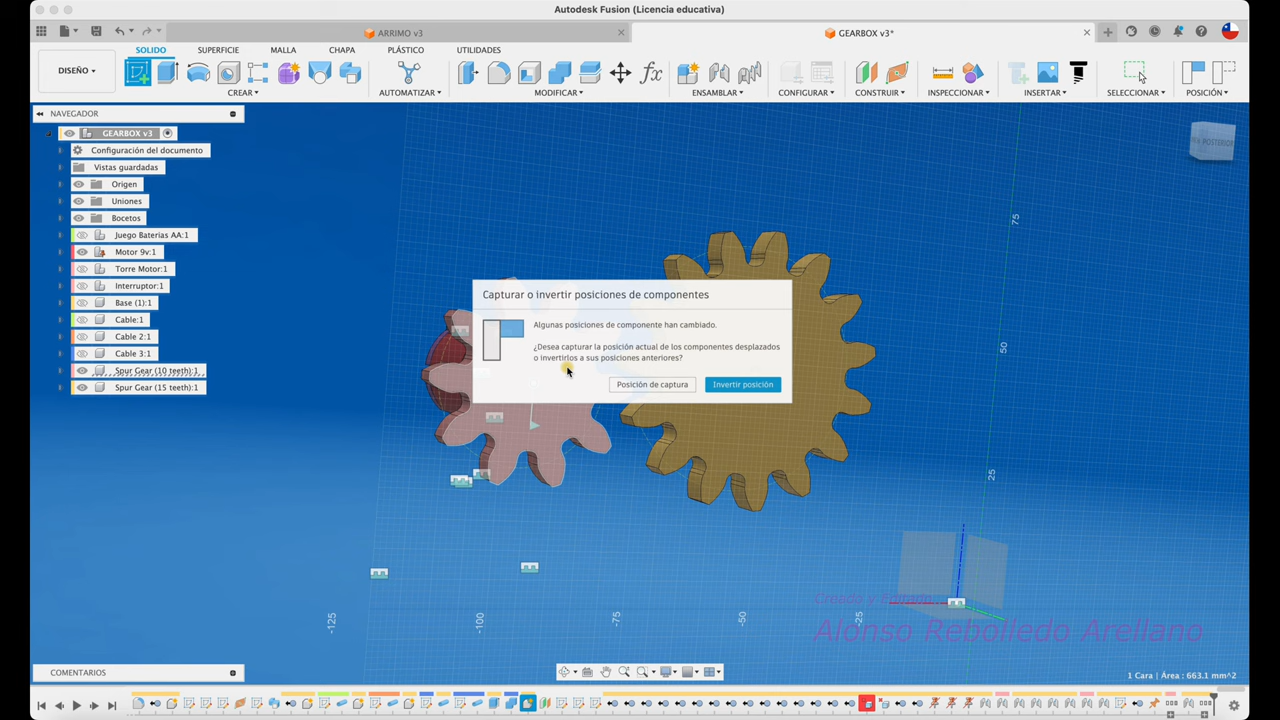 Autodesk Fusion (Licencia educativa)
ARRIMO v3
GEARBOX v3*
SOLIDO
SUPERFICIE
MALLA
CHAPA
PLÁSTICO
UTILIDADES
DISEÑO
fx
CREAR
AUTOMATIZAR
MODIFICAR
ENSAMBLAR
CONFIGURAR
CONSTRUIR
INSPECCIONAR
INSERTAR
SELECCIONAR
POSICIÓN
NAVEGADOR
GEARBOX v3
Configuración del documento
Vistas guardadas
Origen
Uniones
Bocetos
Juego Baterias AA:1
Motor 9v:1
Torre Motor:1
Interruptor:1
Base (1):1
Cable:1
Cable 2:1
Cable 3:1
Spur Gear (10 teeth):1
Spur Gear (15 teeth):1
POSTERIOR
75
50
25
Capturar o invertir posiciones de componentes
Algunas posiciones de componente han cambiado.
¿Desea capturar la posición actual de los componentes desplazados
o invertirlos a sus posiciones anteriores?
Posición de captura
Invertir posición
-125
-100
-75
-50
-25
Creado y Editado
Alonso Rebolledo Arellano
COMENTARIOS
1 Cara | Área : 663.1 mm^2